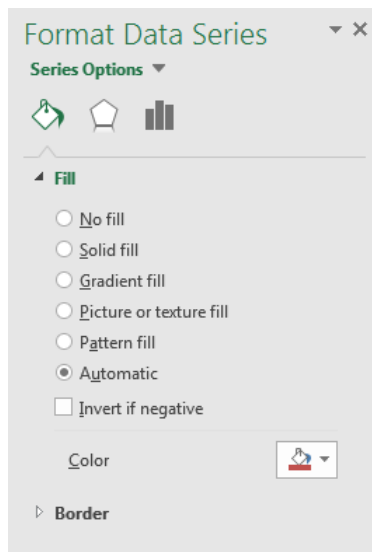 Format Data Series
Series Options
Fill
No fill
Solid fill
Gradient fill
Picture or texture fill
Pattern fill
Automatic
Invert if negative
Color
Border